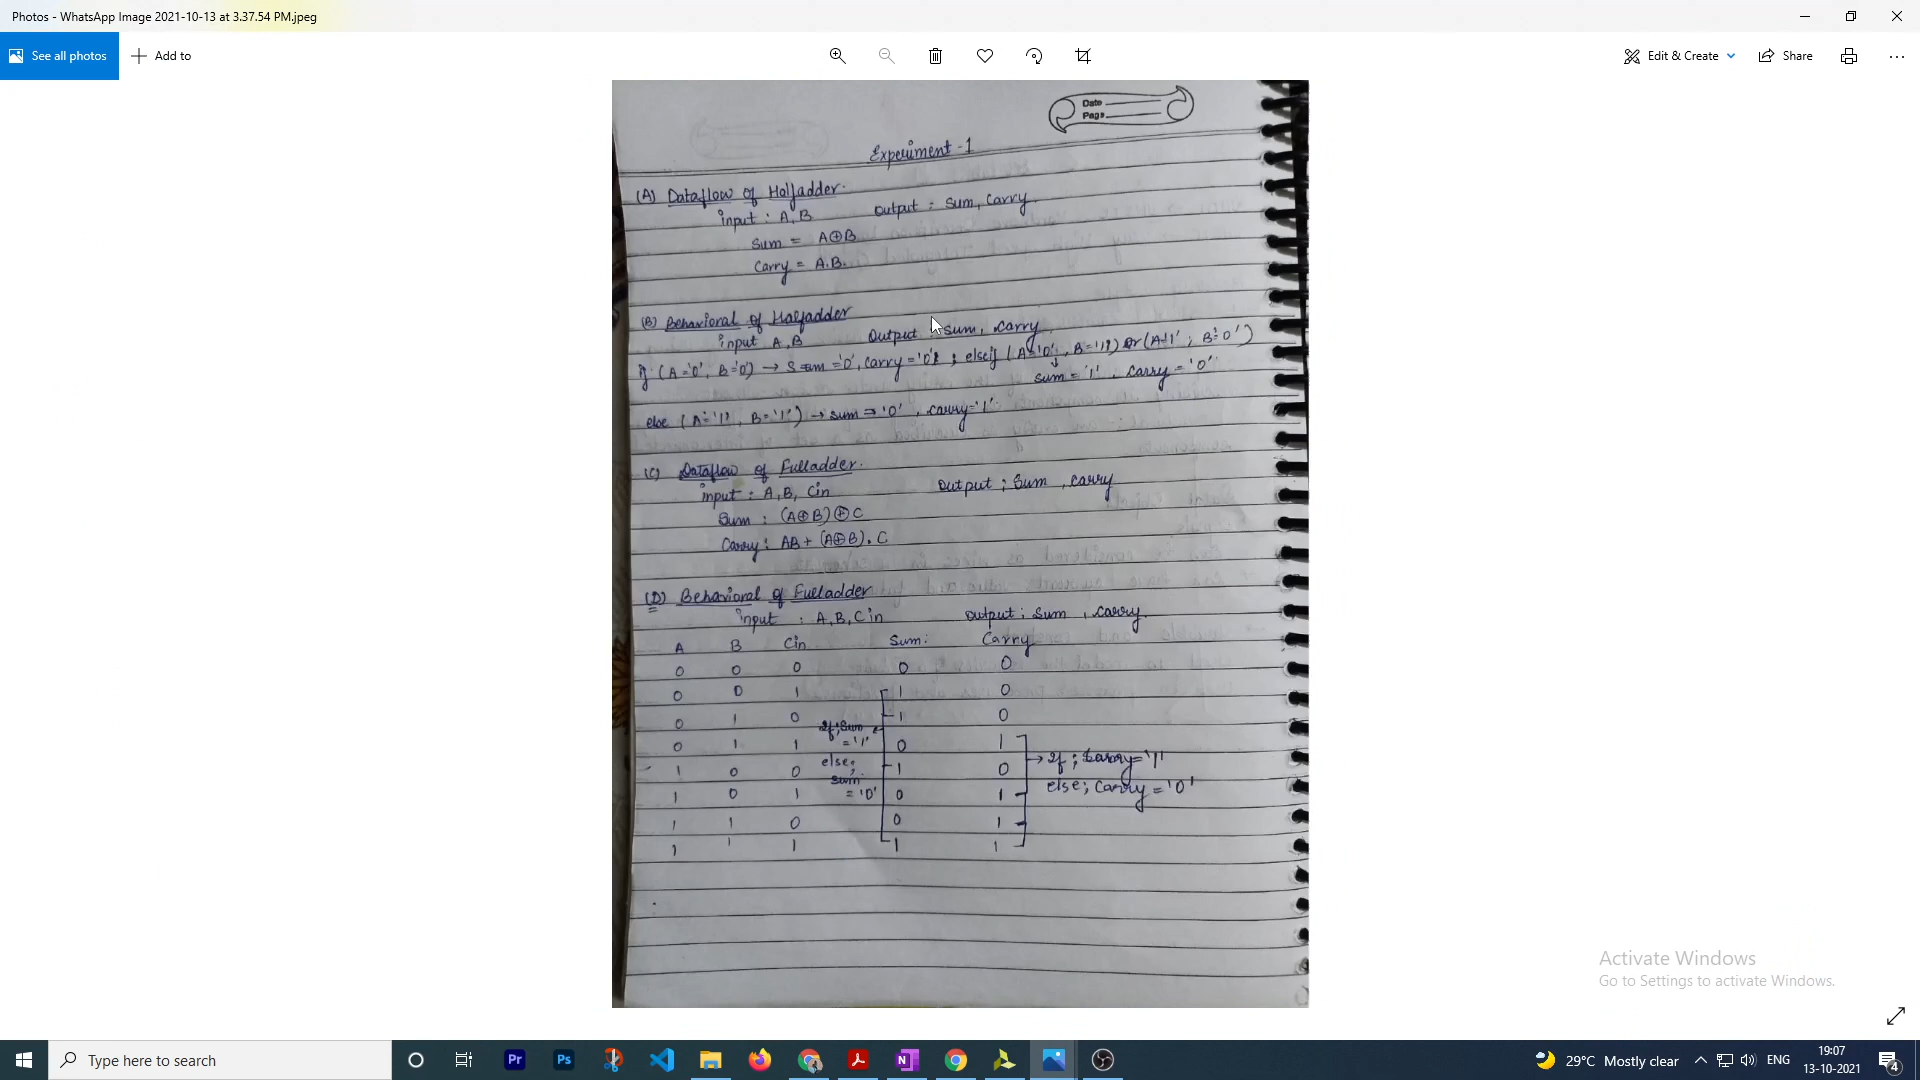 Photos - WhatsApp Image 2021-10-13 at 3.37.54 PM.jpeg
See all photos
Add to
Edit & Create
Share
Date
Page
Experiment - 1
(A) Dataflow of Halfadder.
input : A, B Output : Sum, Carry.
Sum = A⊕B
Carry = A.B.
(B) Behavioral of Halfadder
input A, B Output : sum, carry.
if (A='0', B='0') → Sum='0', Carry='0' ; elseif (A='0', B='1') or (A='1' ; B='0')
↓
sum = '1' , Carry = '0'
else (A='1' , B='1') → sum = '0' , carry='1'
(C) Dataflow of Fulladder.
input : A, B, Cin Output ; Sum , carry
Sum : (A⊕B)⊕C
Carry : AB + (A⊕B).C
(D) Behavioral of Fulladder
input : A, B, Cin output ; Sum , carry.
A B Cin Sum: Carry
0 0 0 0 0
0 0 1 1 0
0 1 0 1 0
If ; Sum = '1'
0 1 1 0 1
else; sum = '0'
→ If ; Carry='1'
1 0 0 1 0
else; Carry = '0'
1 0 1 0 1
1 1 0 0 1
1 1 1 1 1
Activate Windows
Go to Settings to activate Windows.
Type here to search
Pr
Ps
N
29°C Mostly clear
ENG
19:07
13-10-2021
4